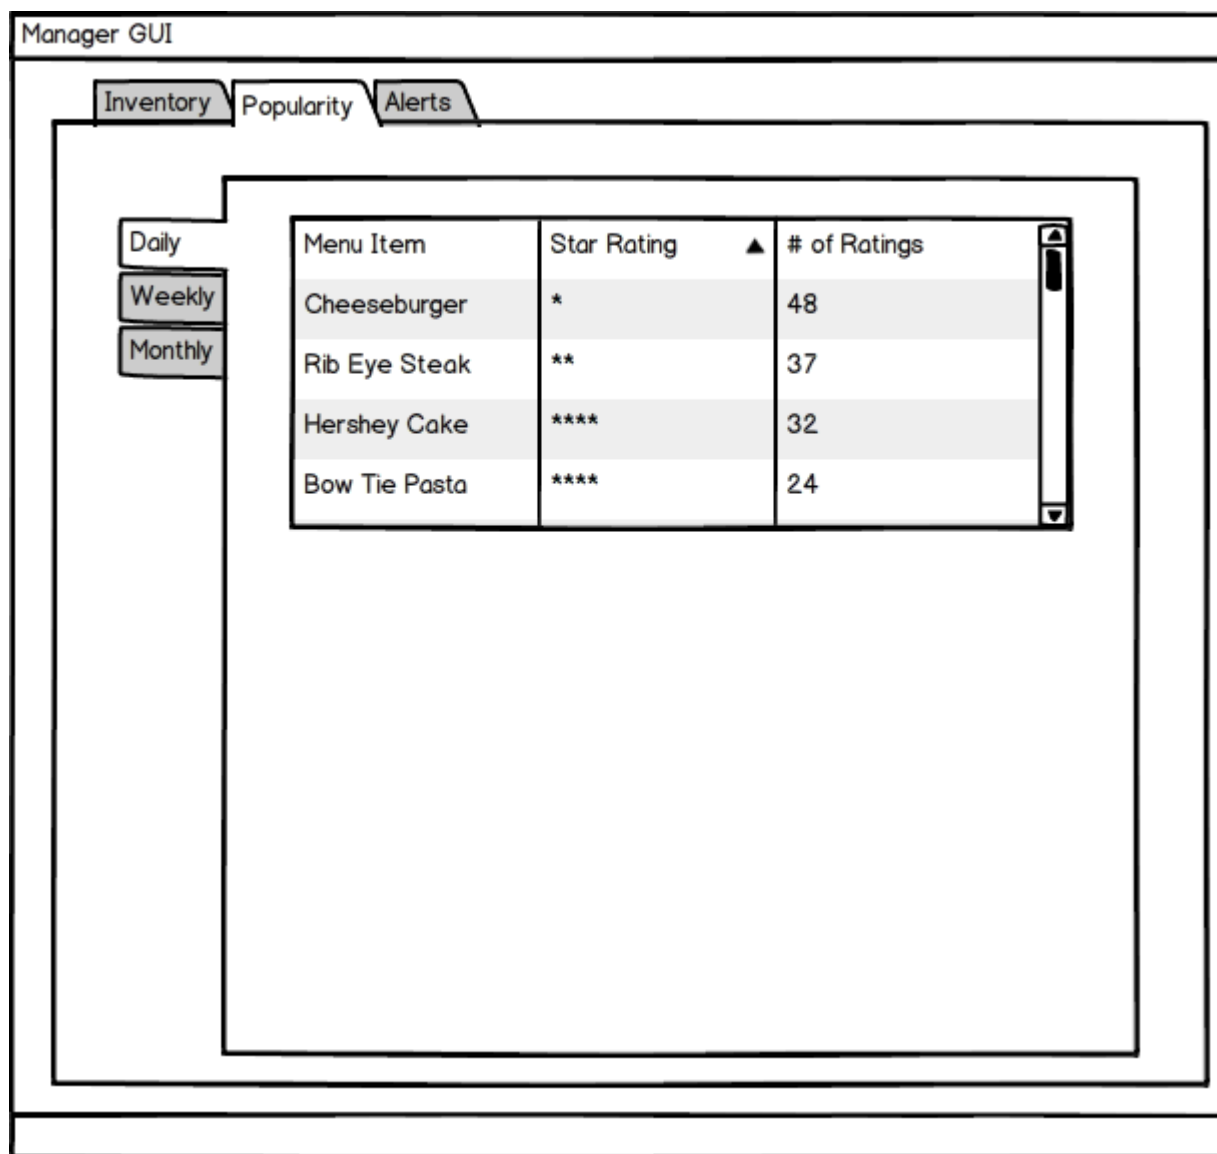 Manager GUI
Inventory Popularity Alerts
Daily
Weekly
Monthly
Menu Item Star Rating ▲ # of Ratings
Cheeseburger * 48
Rib Eye Steak ** 37
Hershey Cake **** 32
Bow Tie Pasta **** 24